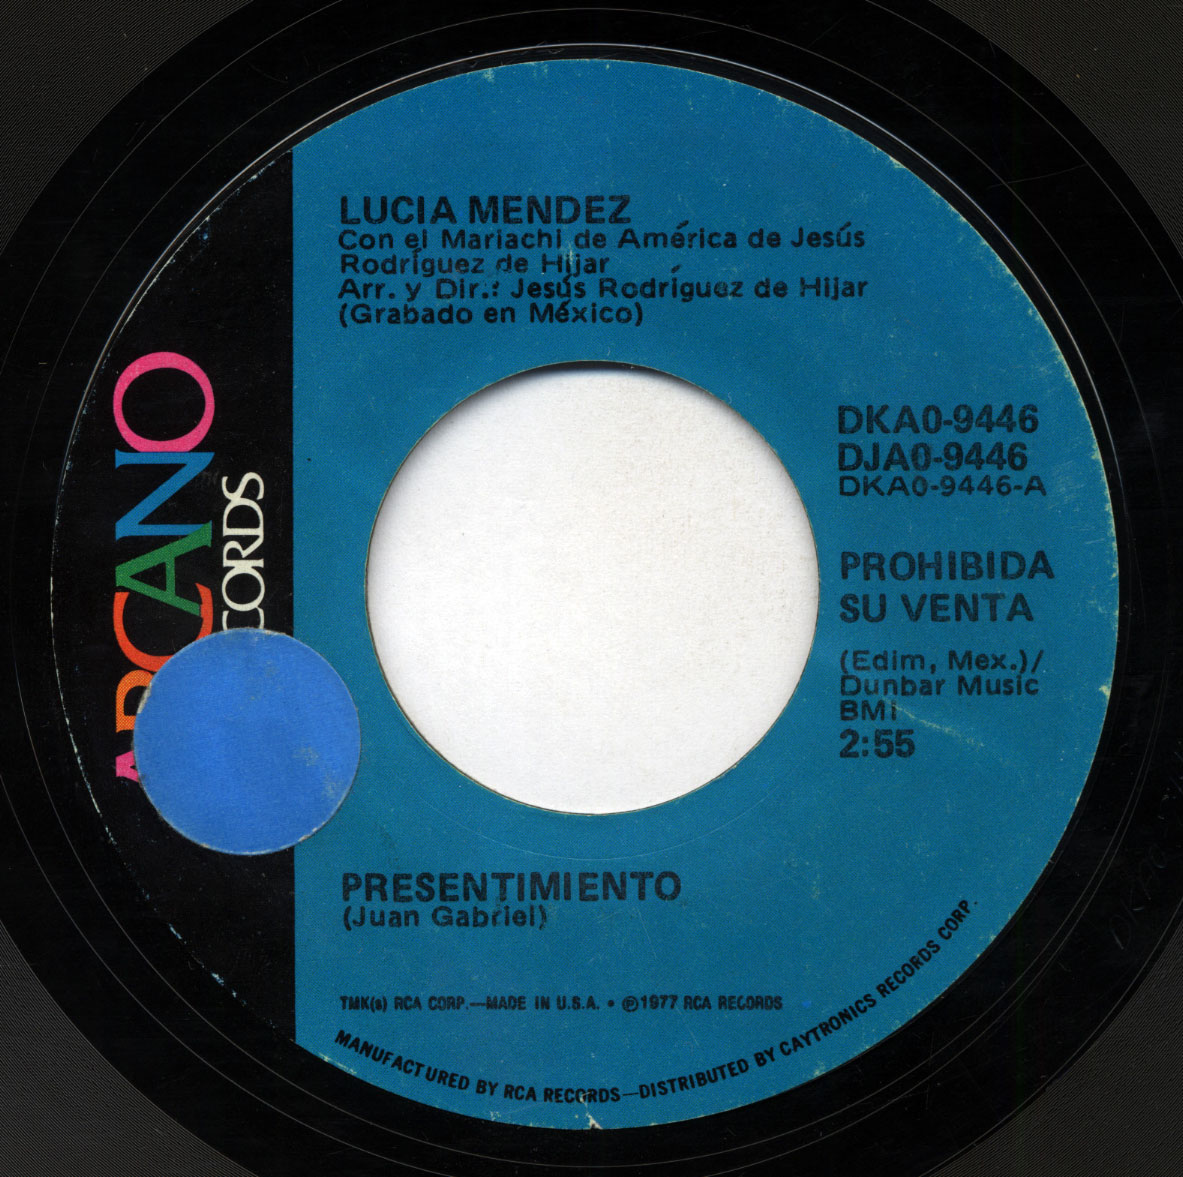 LUCIA MENDEZ
Con el Mariachi de América de Jesús
Rodríguez de Hijar
Arr. y Dir.: Jesús Rodríguez de Hijar
(Grabado en México)
ARCANO
CORDS
DKA0-9446
DJA0-9446
DKA0-9446-A
PROHIBIDA
SU VENTA
(Edim, Mex.)/
Dunbar Music
BMI
2:55
PRESENTIMIENTO
(Juan Gabriel)
TMK(s) RCA CORP.—MADE IN U.S.A. • ℗1977 RCA RECORDS
MANUFACTURED BY RCA RECORDS—DISTRIBUTED BY CAYTRONICS RECORDS CORP.